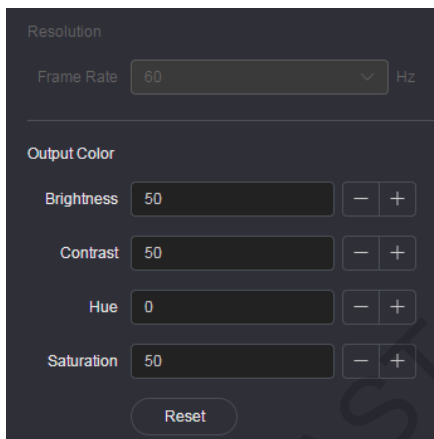 Resolution
Frame Rate 60 Hz
Output Color
Brightness 50 − +
Contrast 50 − +
Hue 0 − +
Saturation 50 − +
Reset